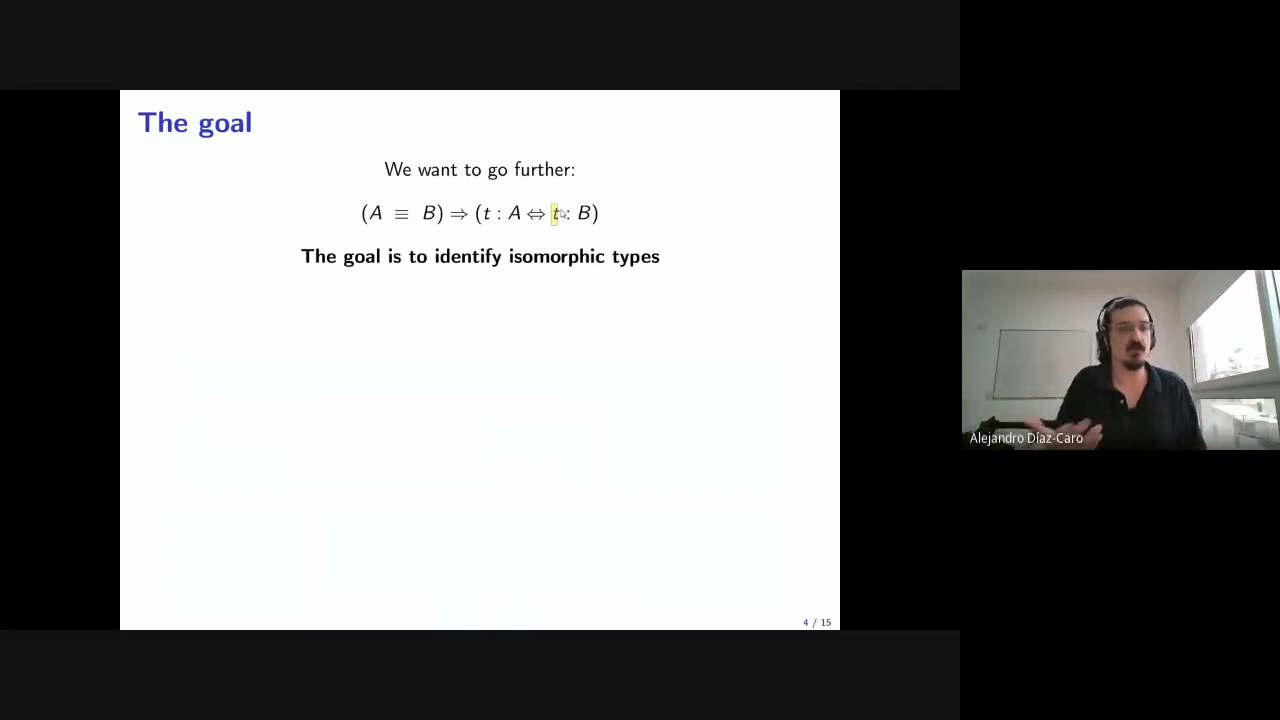 The goal
We want to go further:
(A ≡ B) ⇒ (t : A ⇔ t : B)
The goal is to identify isomorphic types
4 / 15
Alejandro Díaz-Caro